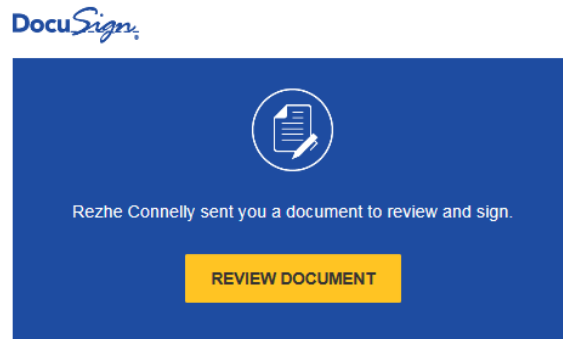 DocuSign
Rezhe Connelly sent you a document to review and sign.
REVIEW DOCUMENT